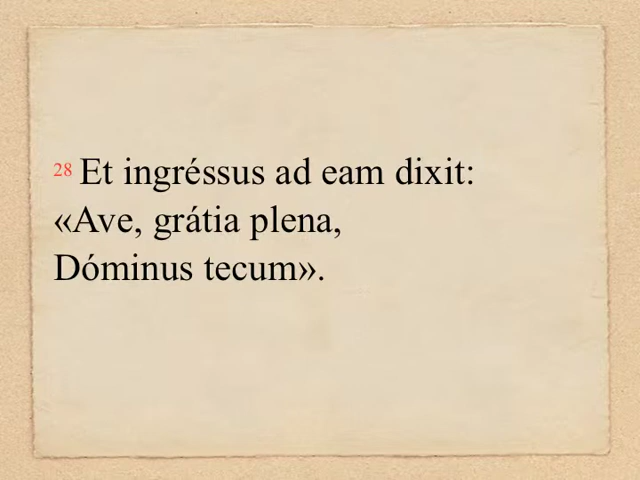 28 Et ingréssus ad eam dixit:
«Ave, grátia plena,
Dóminus tecum».